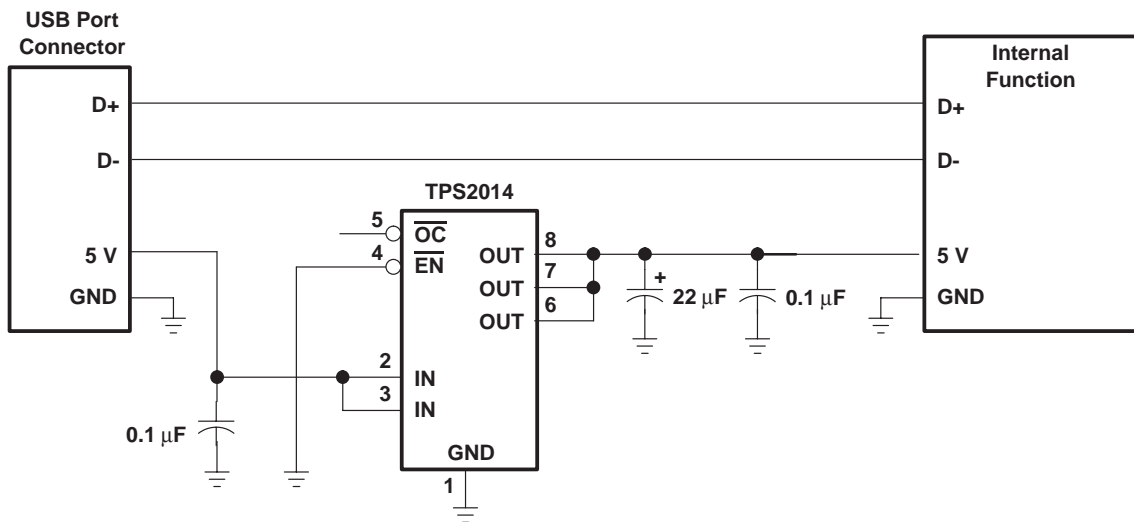 USB Port
Connector
Internal
Function
D+
D+
D-
D-
TPS2014
5
OC
8
4
OUT
5 V
EN
5 V
7
OUT
+
22 μF
0.1 μF
GND
6
GND
OUT
2
IN
3
IN
0.1 μF
GND
1